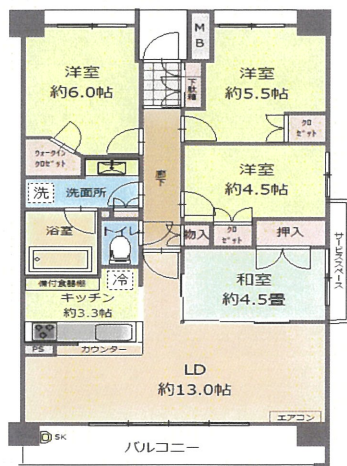 MB
洋室
約6.0帖
下駄箱
洋室
約5.5帖
クロ
ゼット
ウォークイン
クロゼット
廊下
洋室
約4.5帖
洗
洗面所
浴室
トイレ
物入
クロ
ゼット
押入
サービススペース
冷
備付食器棚
キッチン
約3.3帖
和室
約4.5畳
PS
カウンター
LD
約13.0帖
エアコン
SK
バルコニー